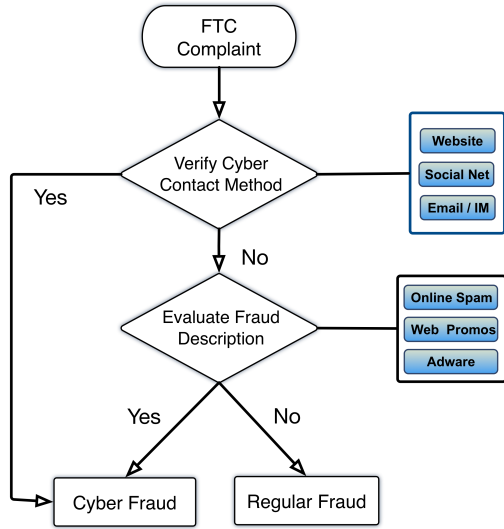 FTC
Complaint
Verify Cyber
Contact Method
Website
Social Net
Email / IM
Yes
No
Evaluate Fraud
Description
Online Spam
Web Promos
Adware
Yes
No
Cyber Fraud
Regular Fraud